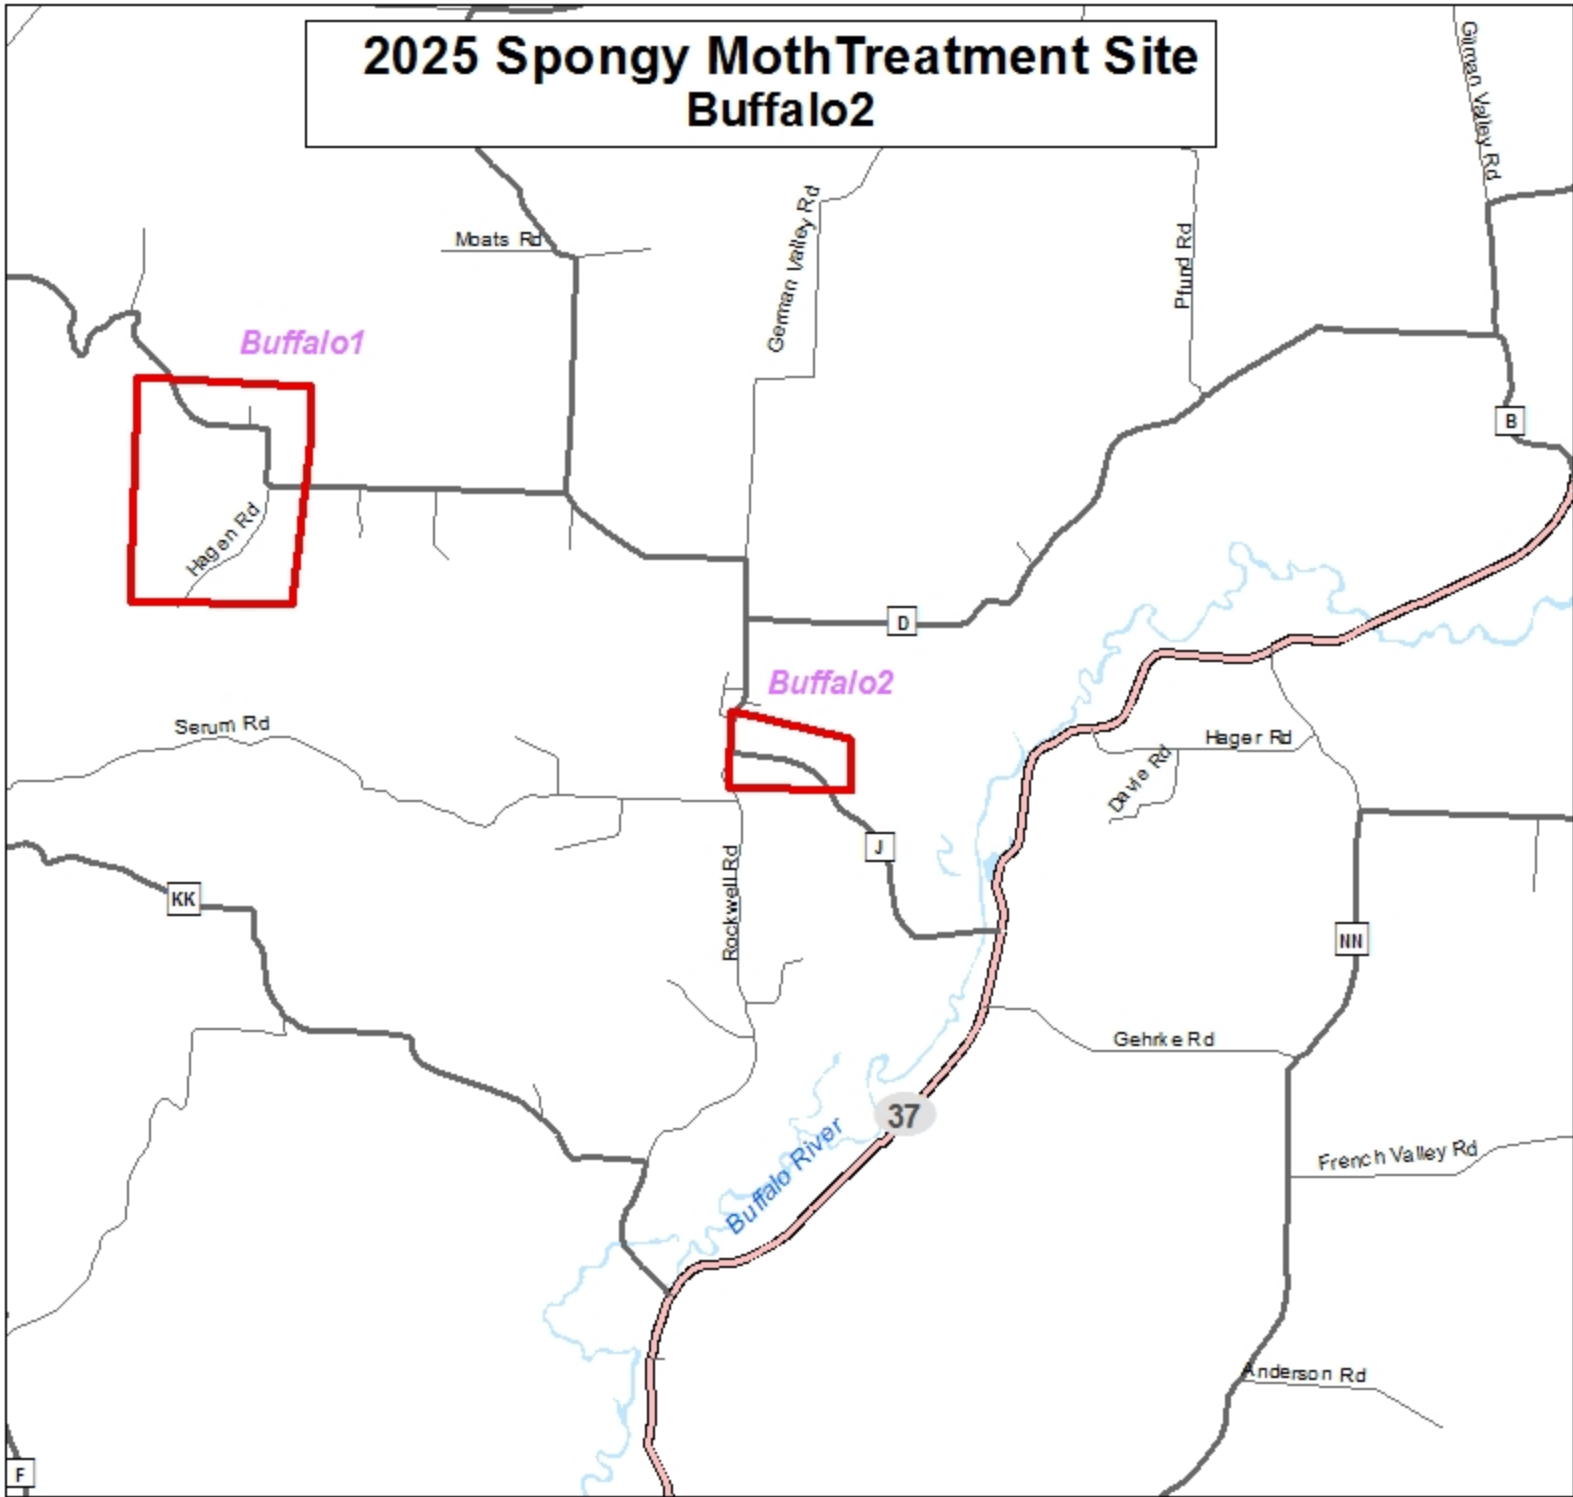 2025 Spongy MothTreatment Site
Buffalo2
Gilman Valley Rd
German Valley Rd
Moats Rd
Pfund Rd
Buffalo1
B
Hagen Rd
D
Buffalo2
Serum Rd
Hager Rd
Davie Rd
J
Rockwell Rd
KK
NN
Gehrke Rd
37
Buffalo River
French Valley Rd
Anderson Rd
F